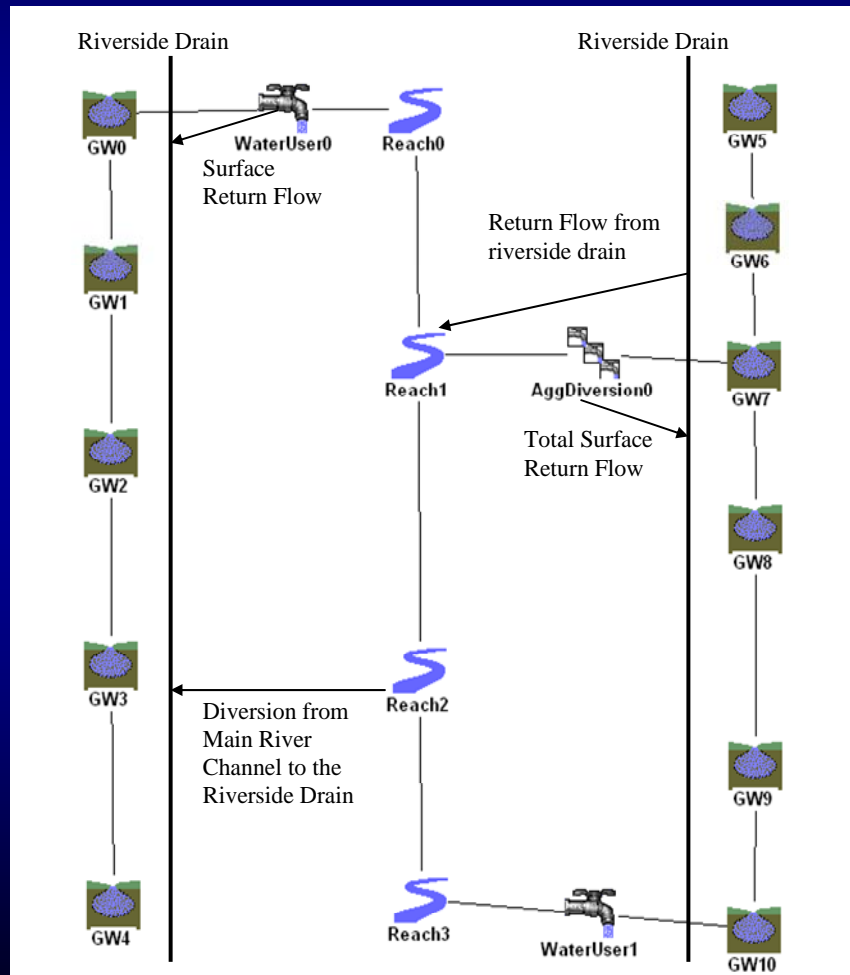 Riverside Drain
Riverside Drain
GW0
WaterUser0
Reach0
GW5
Surface
Return Flow
Return Flow from
riverside drain
GW6
GW1
Reach1
AggDiversion0
GW7
Total Surface
Return Flow
GW2
GW8
GW3
Reach2
Diversion from
Main River
Channel to the
Riverside Drain
GW9
GW4
Reach3
WaterUser1
GW10